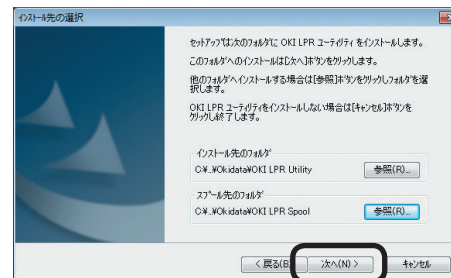 インストール先の選択
セットアップは次のフォルダに OKI LPR ユーティリティ をインストールします。
このフォルダへのインストールは[次へ]ボタンをクリックします。
他のフォルダへインストールする場合は[参照]ボタンをクリックしフォルダを選
択します。
OKI LPR ユーティリティをインストールしない場合は[キャンセル]ボタンを
クリックし終了します。
インストール先のフォルダ
C:¥..¥Okidata¥OKI LPR Utility
参照(R)...
スプール先のフォルダ
C:¥..¥Okidata¥OKI LPR Spool
参照(R)...
< 戻る(B)
次へ(N) >
キャンセル